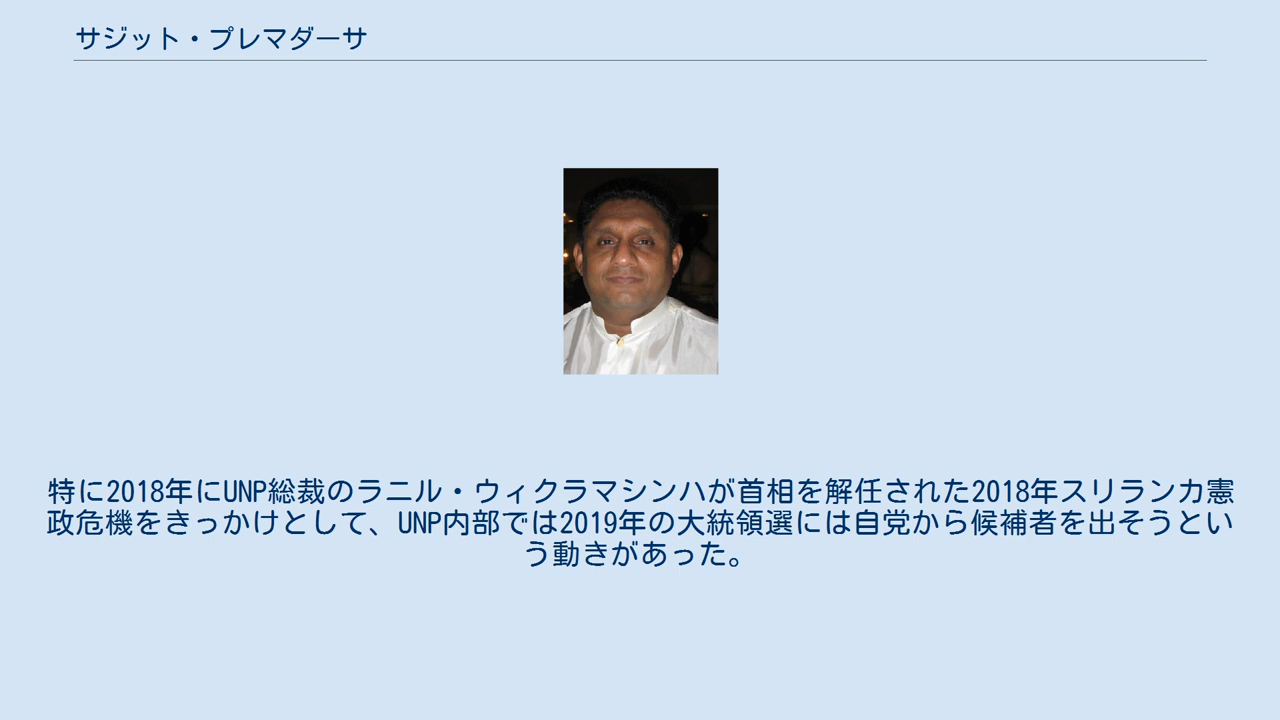 サジット・プレマダーサ
特に2018年にUNP総裁のラニル・ウィクラマシンハが首相を解任された2018年スリランカ憲
政危機をきっかけとして、UNP内部では2019年の大統領選には自党から候補者を出そうとい
う動きがあった。